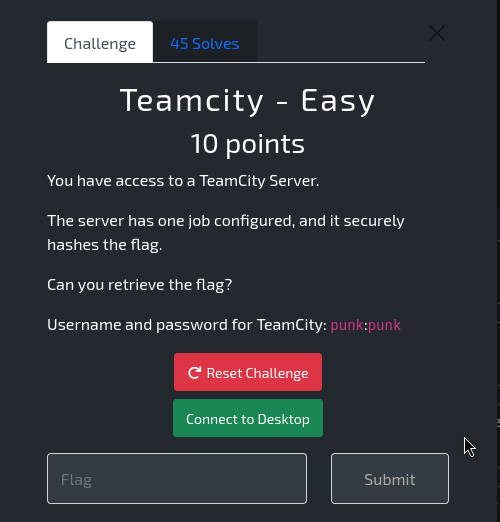 Challenge
45 Solves
Teamcity - Easy
10 points
You have access to a TeamCity Server.
The server has one job configured, and it securely
hashes the flag.
Can you retrieve the flag?
Username and password for TeamCity: punk:punk
Reset Challenge
Connect to Desktop
Flag
Submit